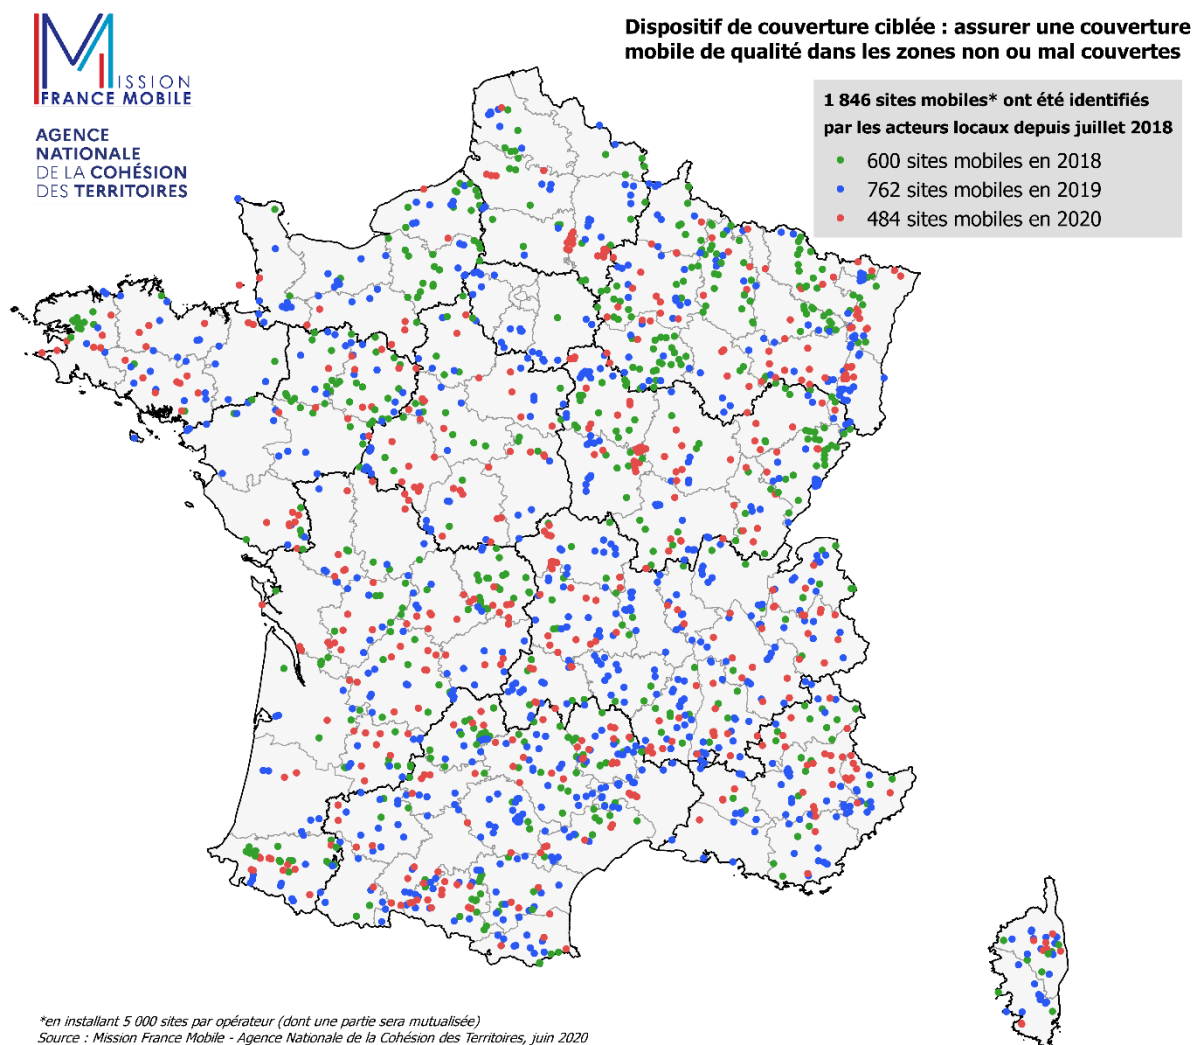 MISSION
FRANCE MOBILE
AGENCE
NATIONALE
DE LA COHÉSION
DES TERRITOIRES
Dispositif de couverture ciblée : assurer une couverture
mobile de qualité dans les zones non ou mal couvertes
1 846 sites mobiles* ont été identifiés
par les acteurs locaux depuis juillet 2018
600 sites mobiles en 2018
762 sites mobiles en 2019
484 sites mobiles en 2020
*en installant 5 000 sites par opérateur (dont une partie sera mutualisée)
Source : Mission France Mobile - Agence Nationale de la Cohésion des Territoires, juin 2020